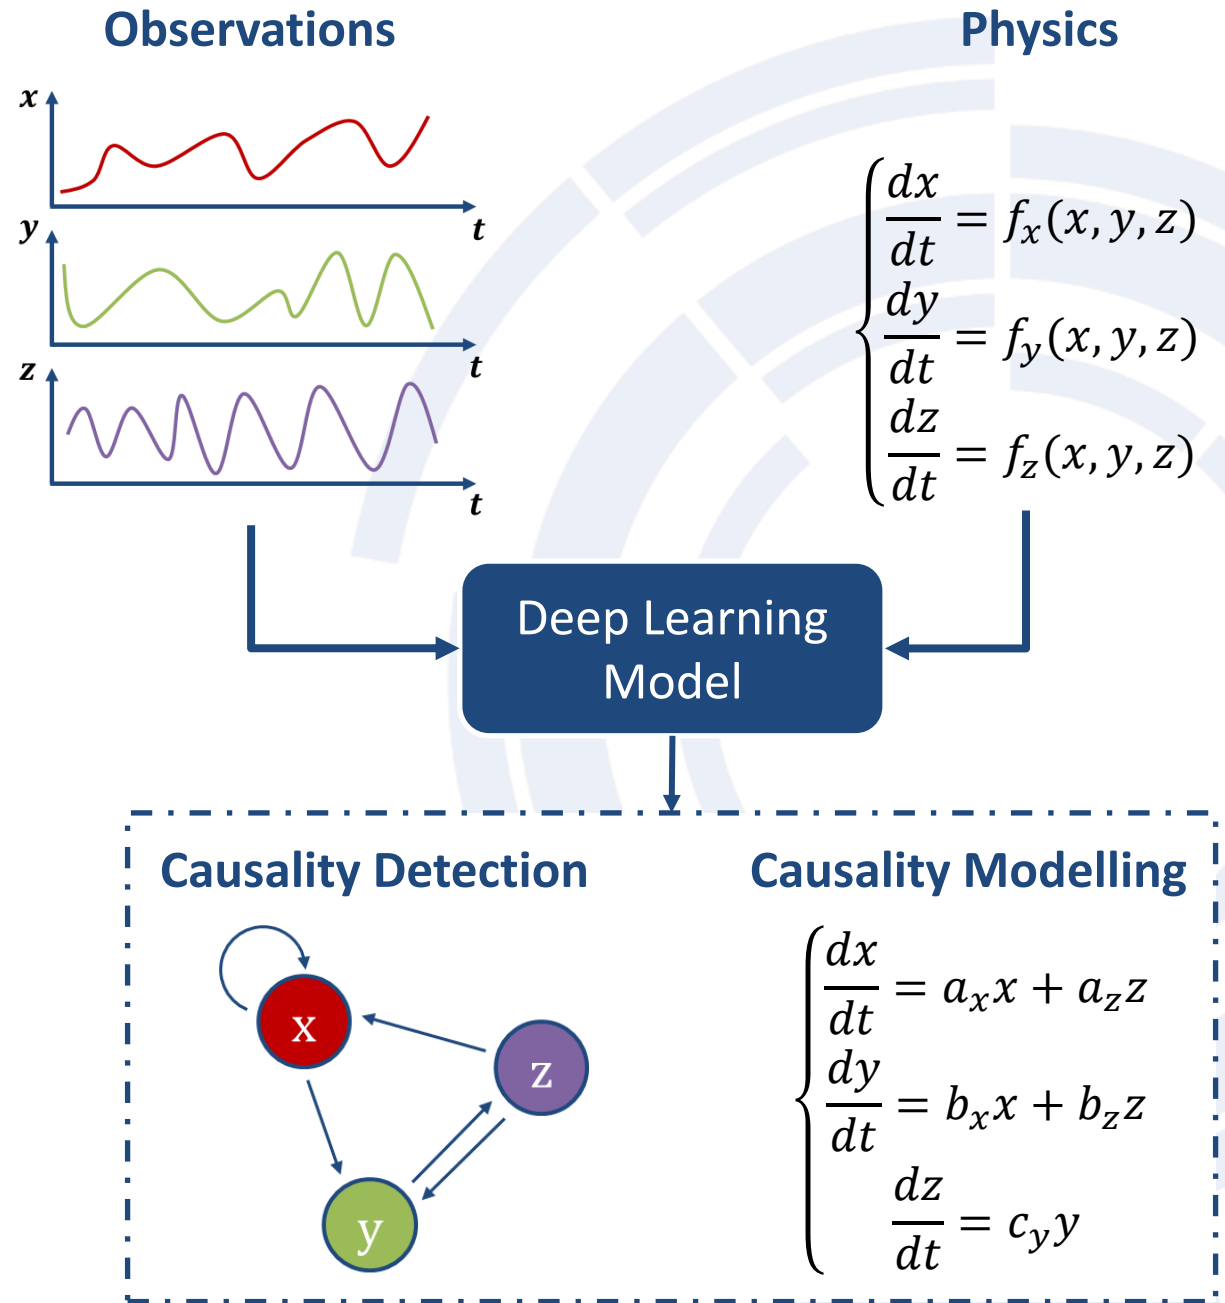 Observations
Physics
x
t
y
t
z
t
dx/dt = f_x(x, y, z)
dy/dt = f_y(x, y, z)
dz/dt = f_z(x, y, z)
Deep Learning
Model
Causality Detection
Causality Modelling
x
z
y
dx/dt = a_x x + a_z z
dy/dt = b_x x + b_z z
dz/dt = c_y y